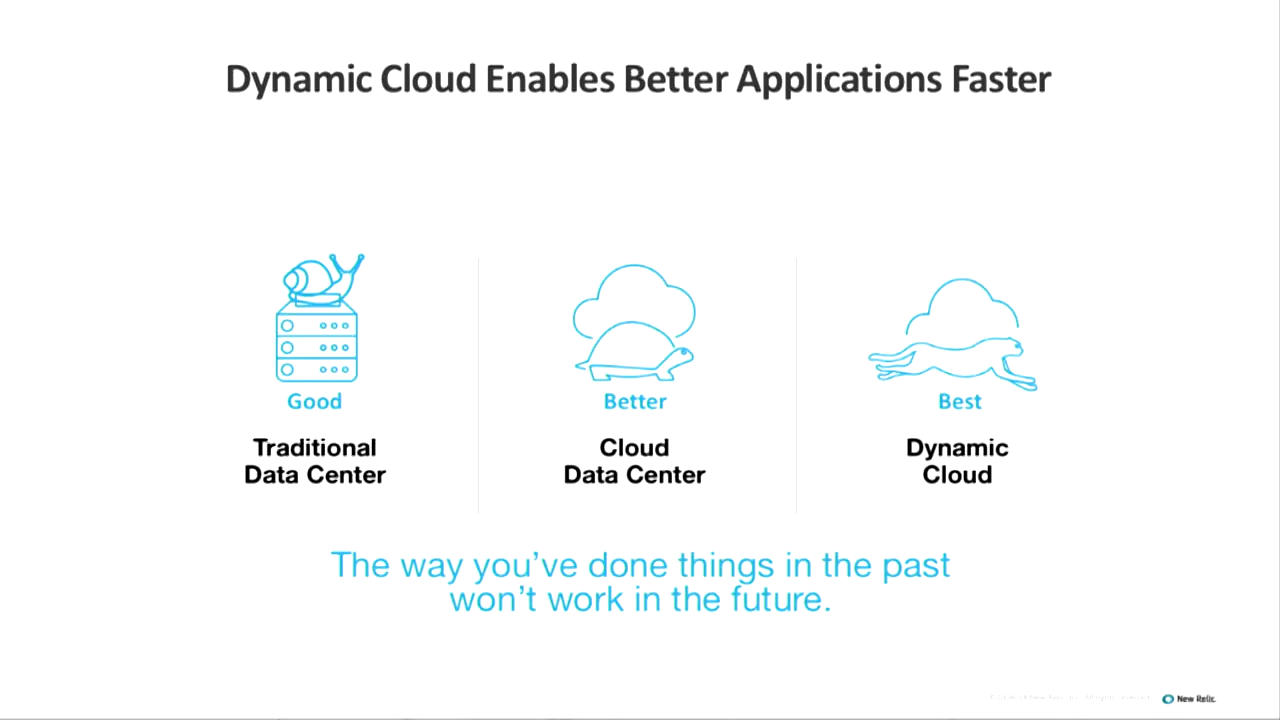 Dynamic Cloud Enables Better Applications Faster
Good
Traditional
Data Center
Better
Cloud
Data Center
Best
Dynamic
Cloud
The way you've done things in the past
won't work in the future.
New Relic.